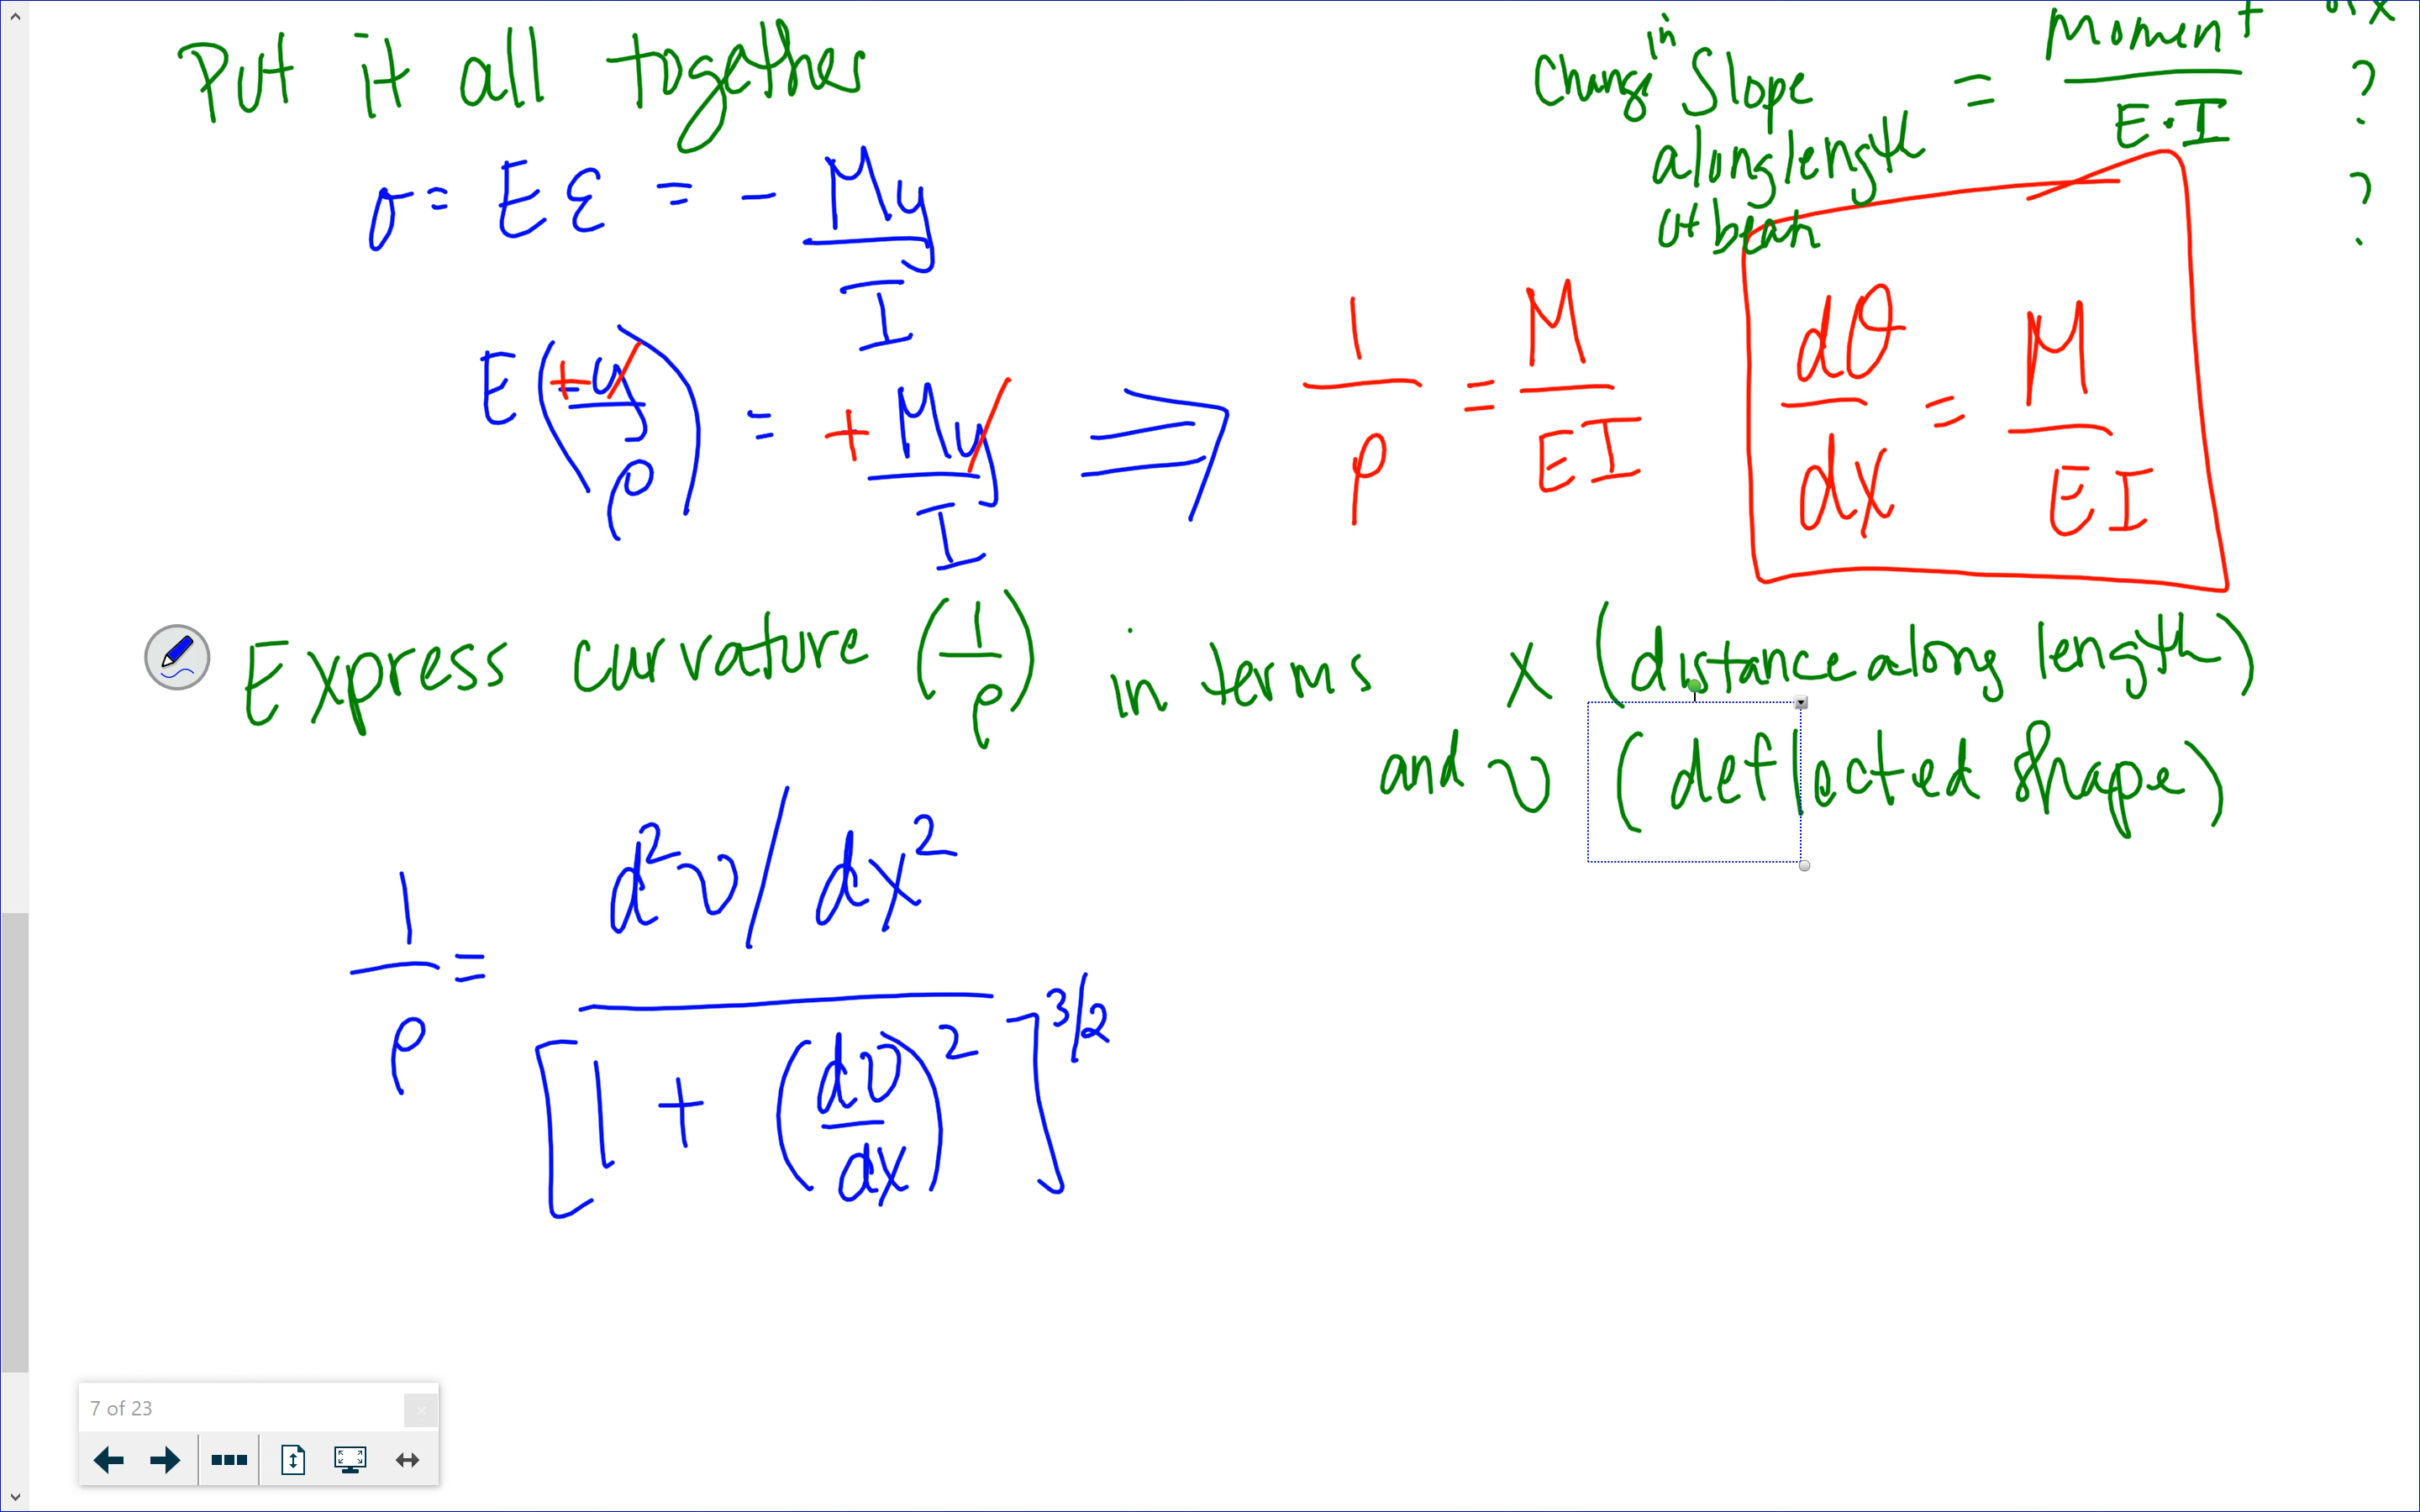 Put it all together
σ = Eε = - My/I
E(+y/ρ) = +My/I ⇒ 1/ρ = M/EI
Change in Slope along length of beam = Moment/E·I ? ?
dθ/dx = M/EI
Express curvature (1/ρ) in terms x (distance along length)
and v (deflected shape)
1/ρ = d²v/dx² / [1 + (dv/dx)²]^3/2
7 of 23